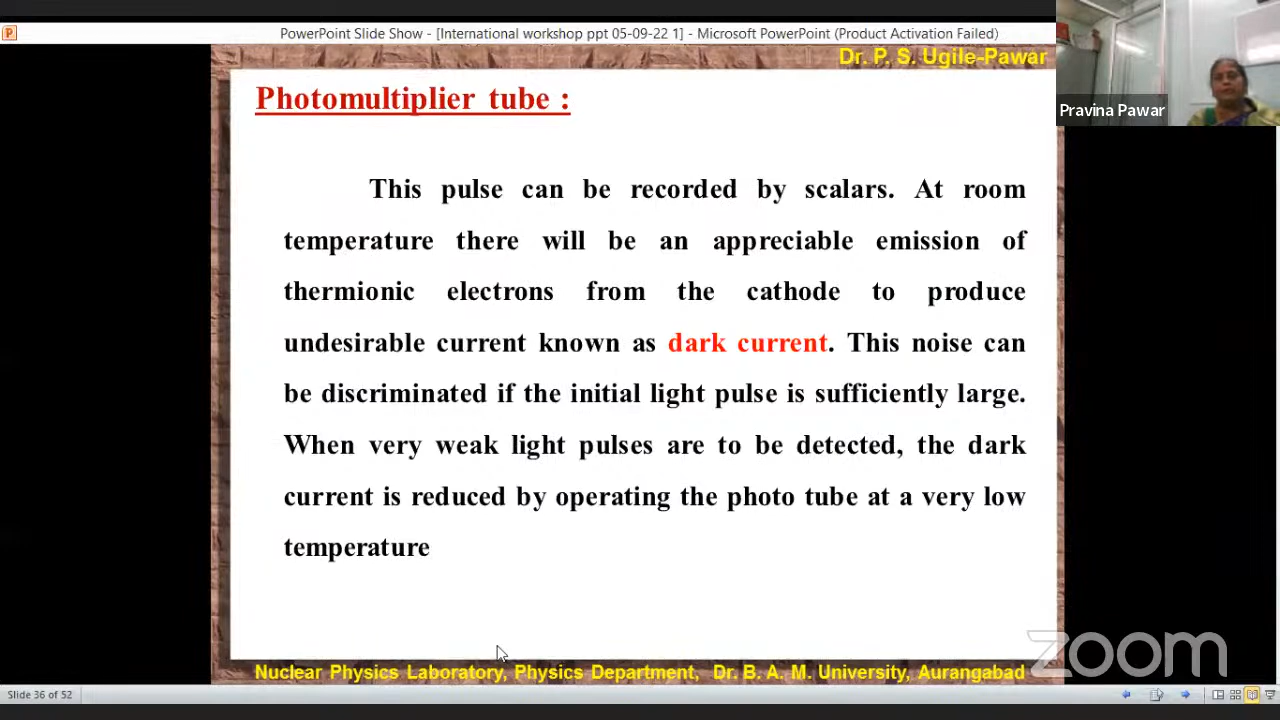 PowerPoint Slide Show - [International workshop ppt 05-09-22 1] - Microsoft PowerPoint (Product Activation Failed)
Dr. P. S. Ugile-Pawar
Pravina Pawar
Photomultiplier tube :
This pulse can be recorded by scalars. At room
temperature there will be an appreciable emission of
thermionic electrons from the cathode to produce
undesirable current known as dark current. This noise can
be discriminated if the initial light pulse is sufficiently large.
When very weak light pulses are to be detected, the dark
current is reduced by operating the photo tube at a very low
temperature
zoom
Nuclear Physics Laboratory, Physics Department, Dr. B. A. M. University, Aurangabad
Slide 36 of 52